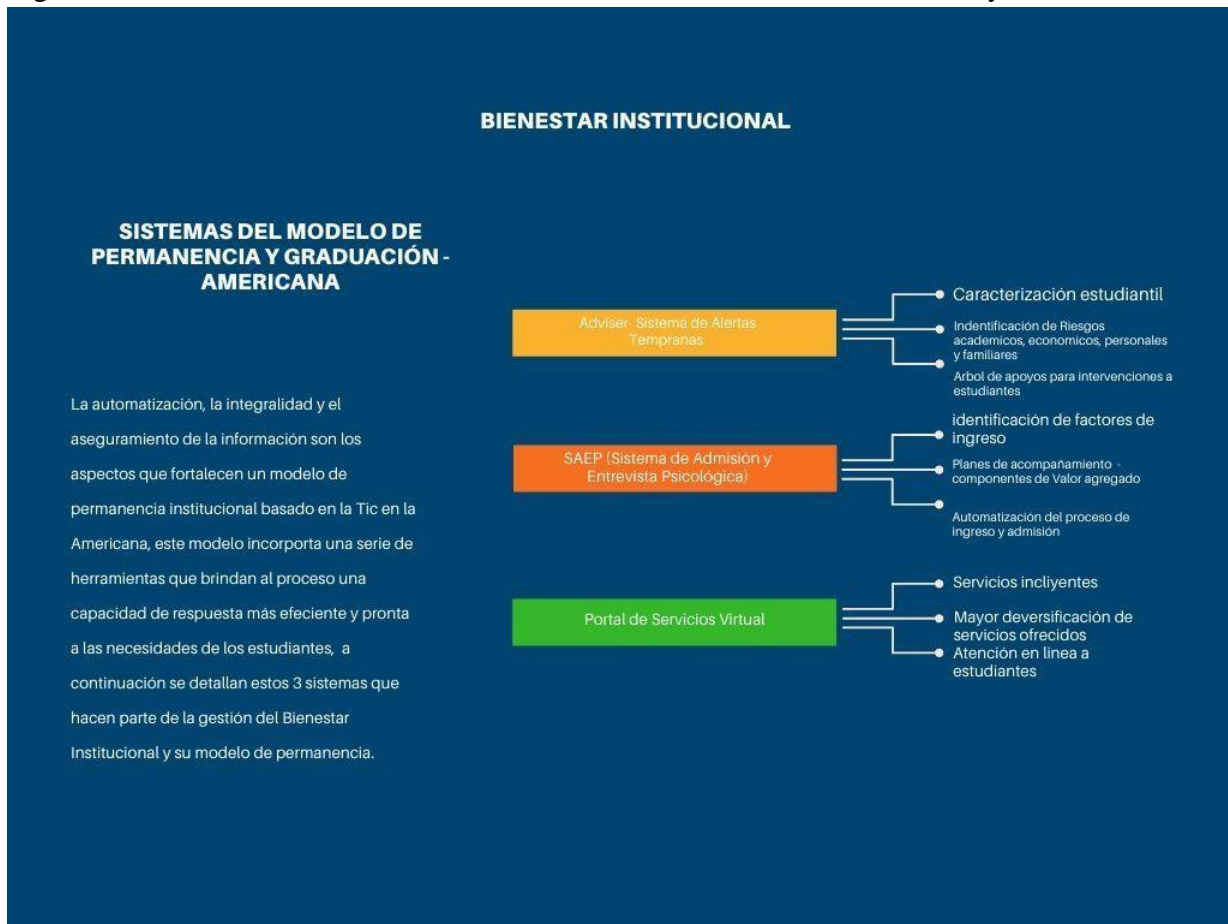 BIENESTAR INSTITUCIONAL
SISTEMAS DEL MODELO DE
PERMANENCIA Y GRADUACIÓN -
AMERICANA
La automatización, la integralidad y el
aseguramiento de la información son los
aspectos que fortalecen un modelo de
permanencia institucional basado en la Tic en la
Americana, este modelo incorpora una serie de
herramientas que brindan al proceso una
capacidad de respuesta más efeciente y pronta
a las necesidades de los estudiantes, a
continuación se detallan estos 3 sistemas que
hacen parte de la gestión del Bienestar
Institucional y su modelo de permanencia.
Adviser- Sistema de Alertas
Tempranas
Caracterización estudiantil
Indentificación de Riesgos
academicos, economicos, personales
y familiares
Arbol de apoyos para intervenciones a
estudiantes
SAEP (Sistema de Admisión y
Entrevista Psicológica)
identificación de factores de
ingreso
Planes de acompañamiento -
componentes de Valor agregado
Automatización del proceso de
ingreso y admisión
Portal de Servicios Virtual
Servicios incliyentes
Mayor deversificación de
servicios ofrecidos
Atención en linea a
estudiantes